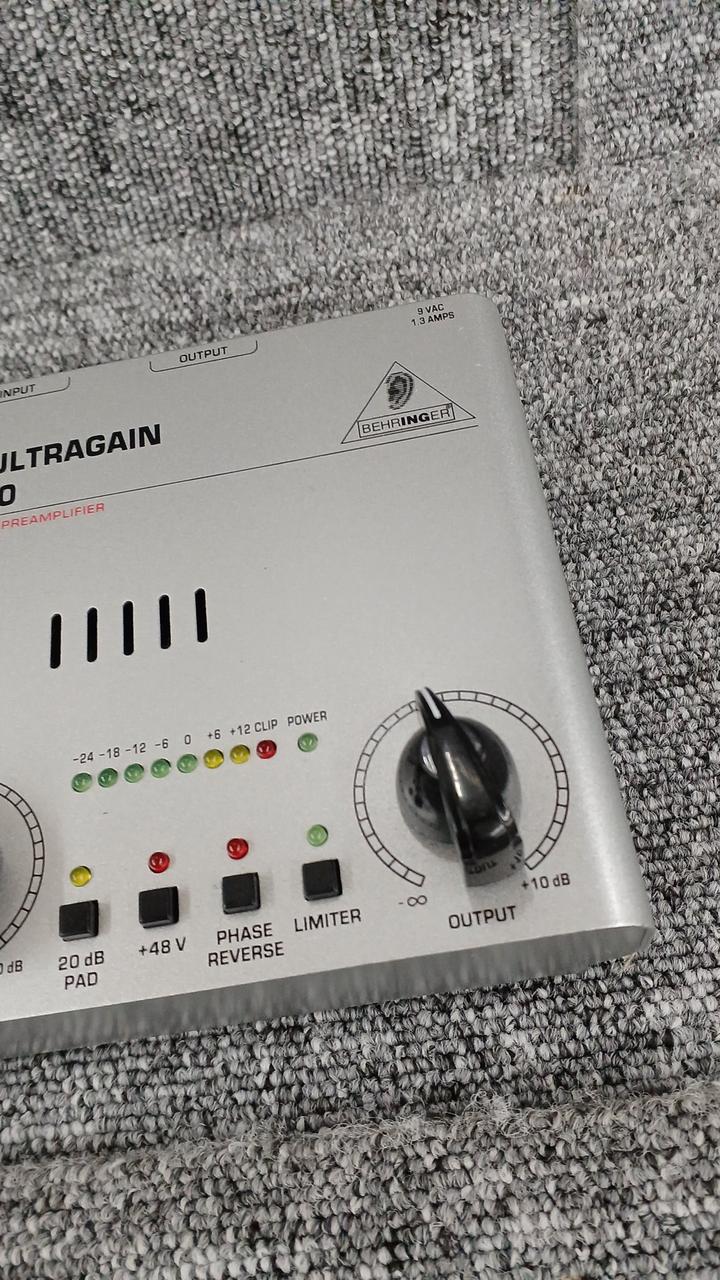 9 VAC
1.3 AMPS
INPUT
OUTPUT
BEHRINGER
ULTRAGAIN
0
PREAMPLIFIER
-24 -18 -12 -6 0 +6 +12 CLIP POWER
-∞
+10 dB
OUTPUT
0 dB
20 dB
PAD
+48 V
PHASE
REVERSE
LIMITER